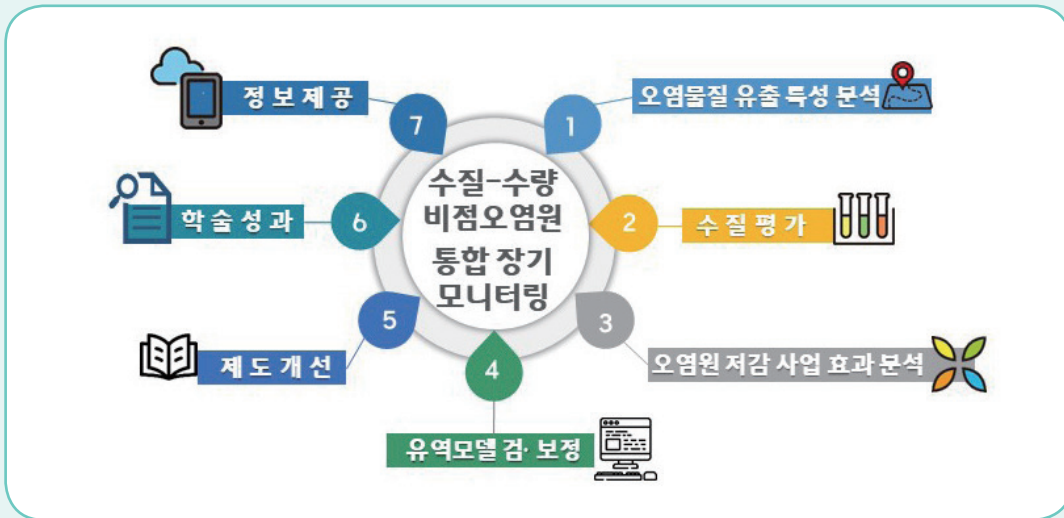 수질-수량
비점오염원
통합 장기
모니터링
1
오염물질 유출 특성 분석
2
수질평가
3
오염원 저감 사업 효과 분석
4
유역모델 검· 보정
5
제도개선
6
학술성과
7
정보제공